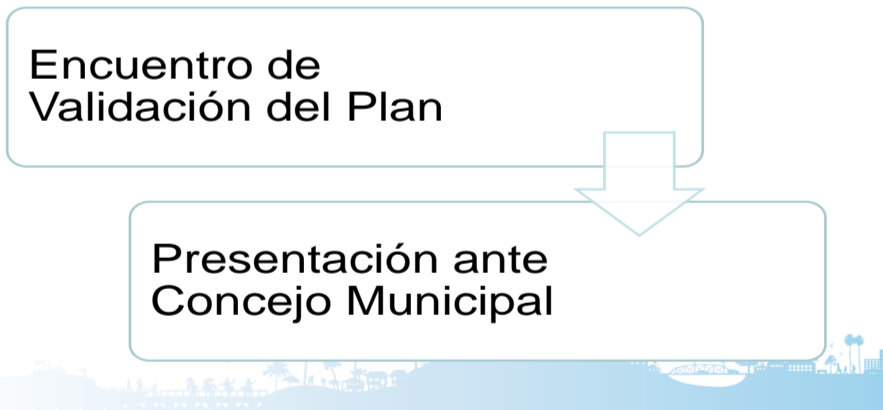 Encuentro de
Validación del Plan
Presentación ante
Concejo Municipal